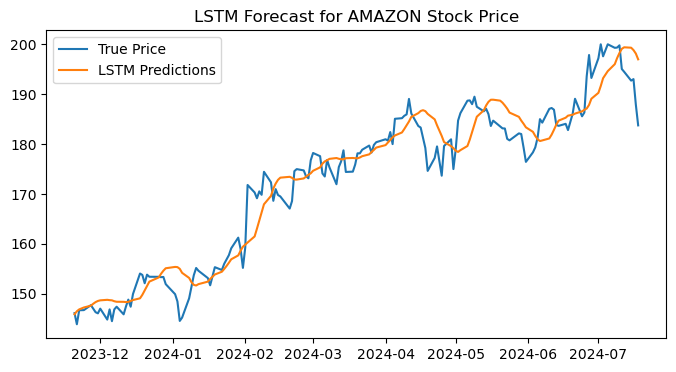 LSTM Forecast for AMAZON Stock Price
True Price
LSTM Predictions
200
190
180
170
160
150
2023-12 2024-01 2024-02 2024-03 2024-04 2024-05 2024-06 2024-07